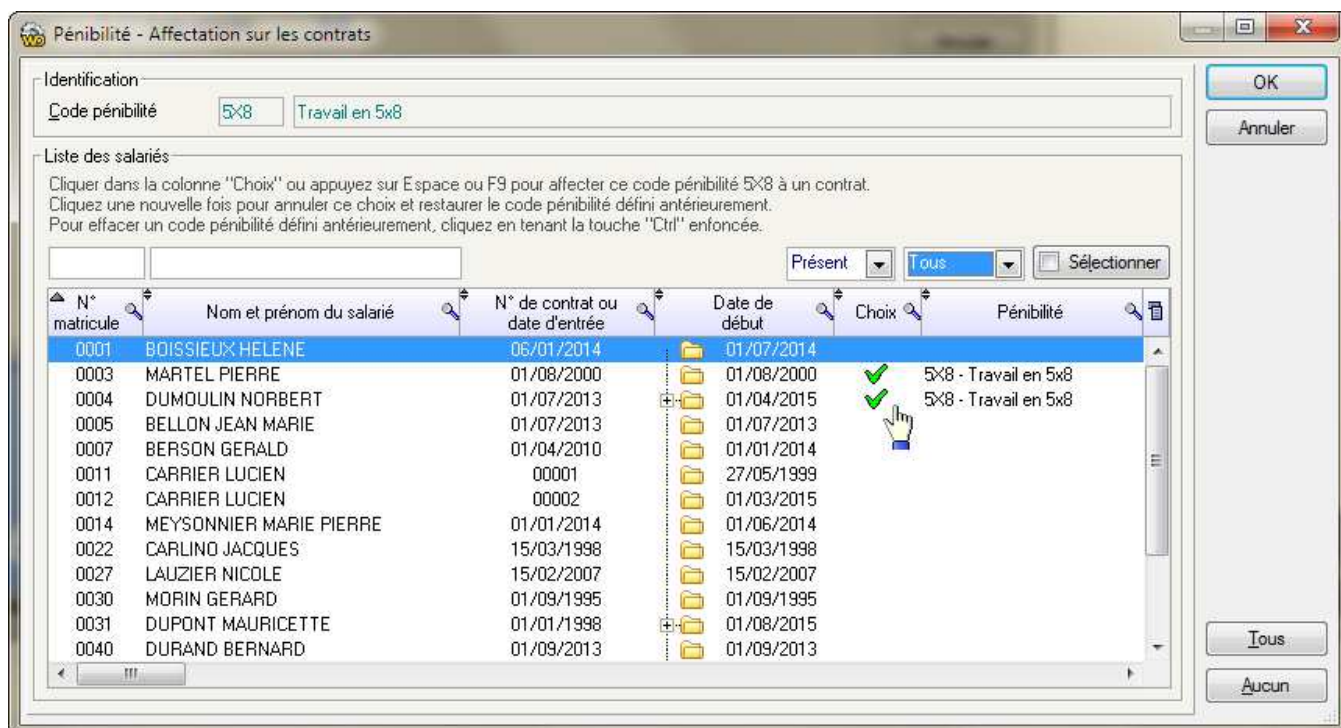 Pénibilité - Affectation sur les contrats
Identification
Code pénibilité 5X8 Travail en 5x8
OK
Annuler
Liste des salariés
Cliquer dans la colonne "Choix" ou appuyez sur Espace ou F9 pour affecter ce code pénibilité 5X8 à un contrat.
Cliquez une nouvelle fois pour annuler ce choix et restaurer le code pénibilité défini antérieurement.
Pour effacer un code pénibilité défini antérieurement, cliquez en tenant la touche "Ctrl" enfoncée.
Présent Tous Sélectionner
N° matricule Nom et prénom du salarié N° de contrat ou date d'entrée Date de début Choix Pénibilité
0001 BOISSIEUX HELENE 06/01/2014 01/07/2014
0003 MARTEL PIERRE 01/08/2000 01/08/2000 5X8 - Travail en 5x8
0004 DUMOULIN NORBERT 01/07/2013 01/04/2015 5X8 - Travail en 5x8
0005 BELLON JEAN MARIE 01/07/2013 01/07/2013
0007 BERSON GERALD 01/04/2010 01/01/2014
0011 CARRIER LUCIEN 00001 27/05/1999
0012 CARRIER LUCIEN 00002 01/03/2015
0014 MEYSONNIER MARIE PIERRE 01/01/2014 01/06/2014
0022 CARLINO JACQUES 15/03/1998 15/03/1998
0027 LAUZIER NICOLE 15/02/2007 15/02/2007
0030 MORIN GERARD 01/09/1995 01/09/1995
0031 DUPONT MAURICETTE 01/01/1998 01/08/2015
0040 DURAND BERNARD 01/09/2013 01/09/2013
Tous
Aucun